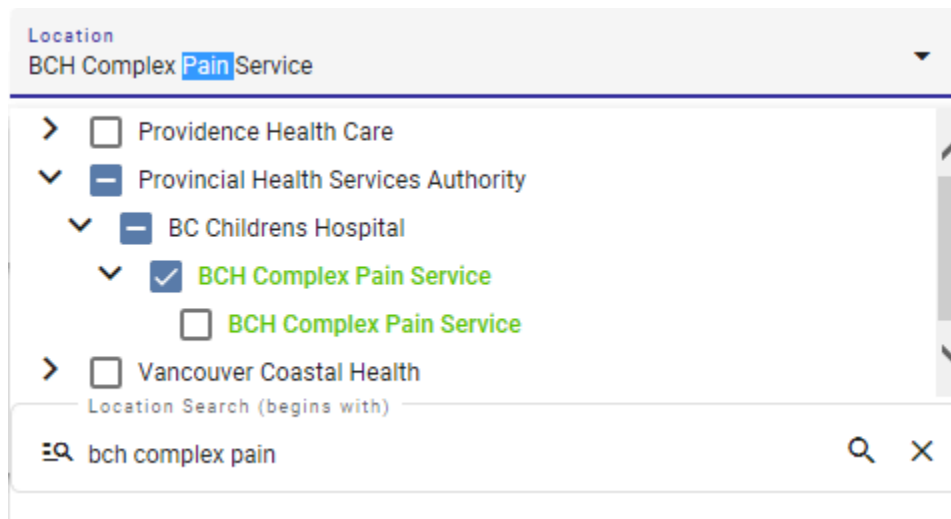 Location
BCH Complex Pain Service
Providence Health Care
Provincial Health Services Authority
BC Childrens Hospital
BCH Complex Pain Service
BCH Complex Pain Service
Vancouver Coastal Health
Location Search (begins with)
bch complex pain